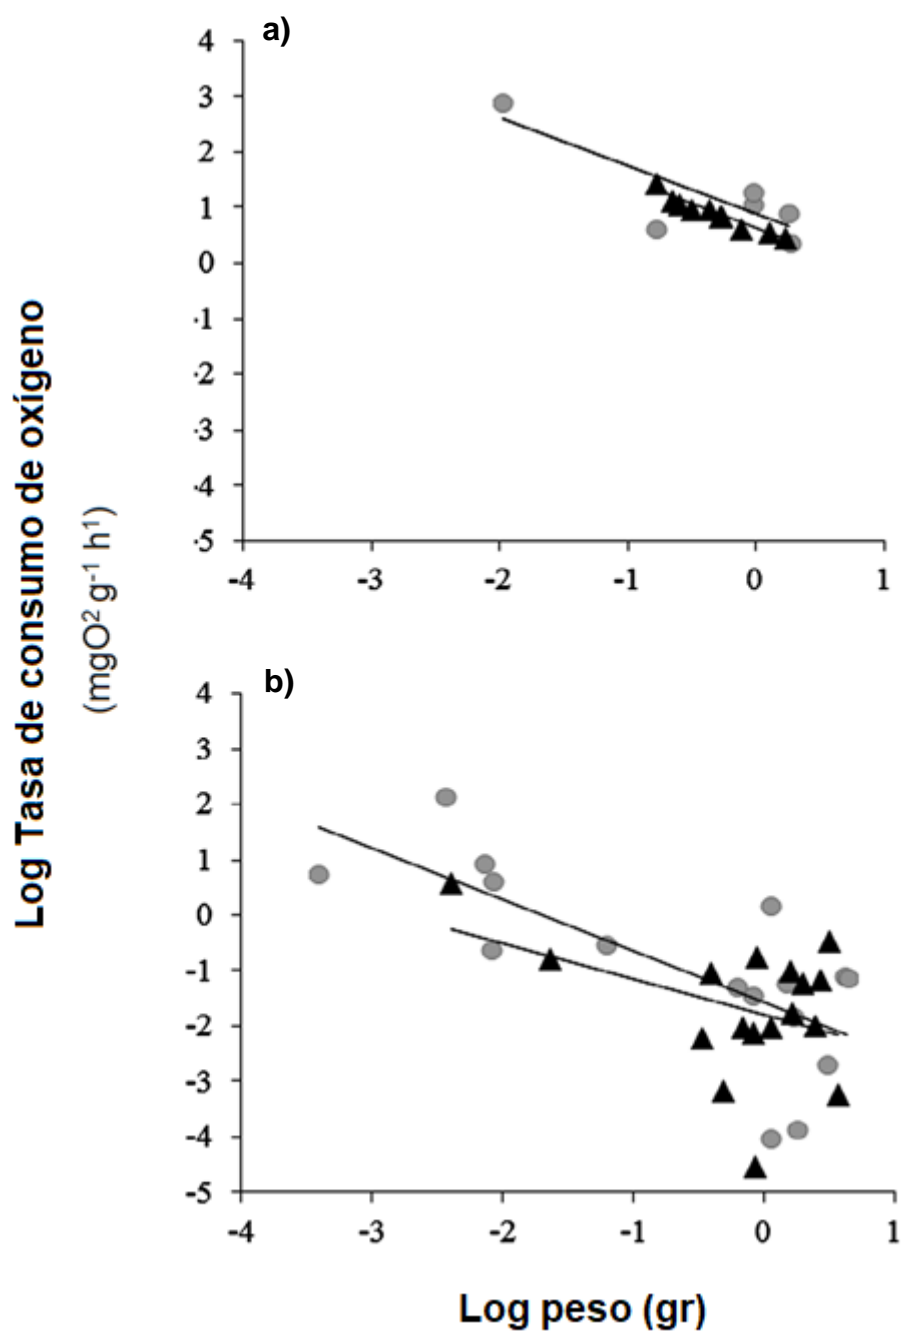 a)
4
3
2
1
0
·1
·2
·3
·4
·5
-4 -3 -2 -1 0 1
Log Tasa de consumo de oxígeno
(mgO² g⁻¹ h¹)
b)
4
3
2
1
0
-1
-2
-3
-4
-5
-4 -3 -2 -1 0 1
Log peso (gr)